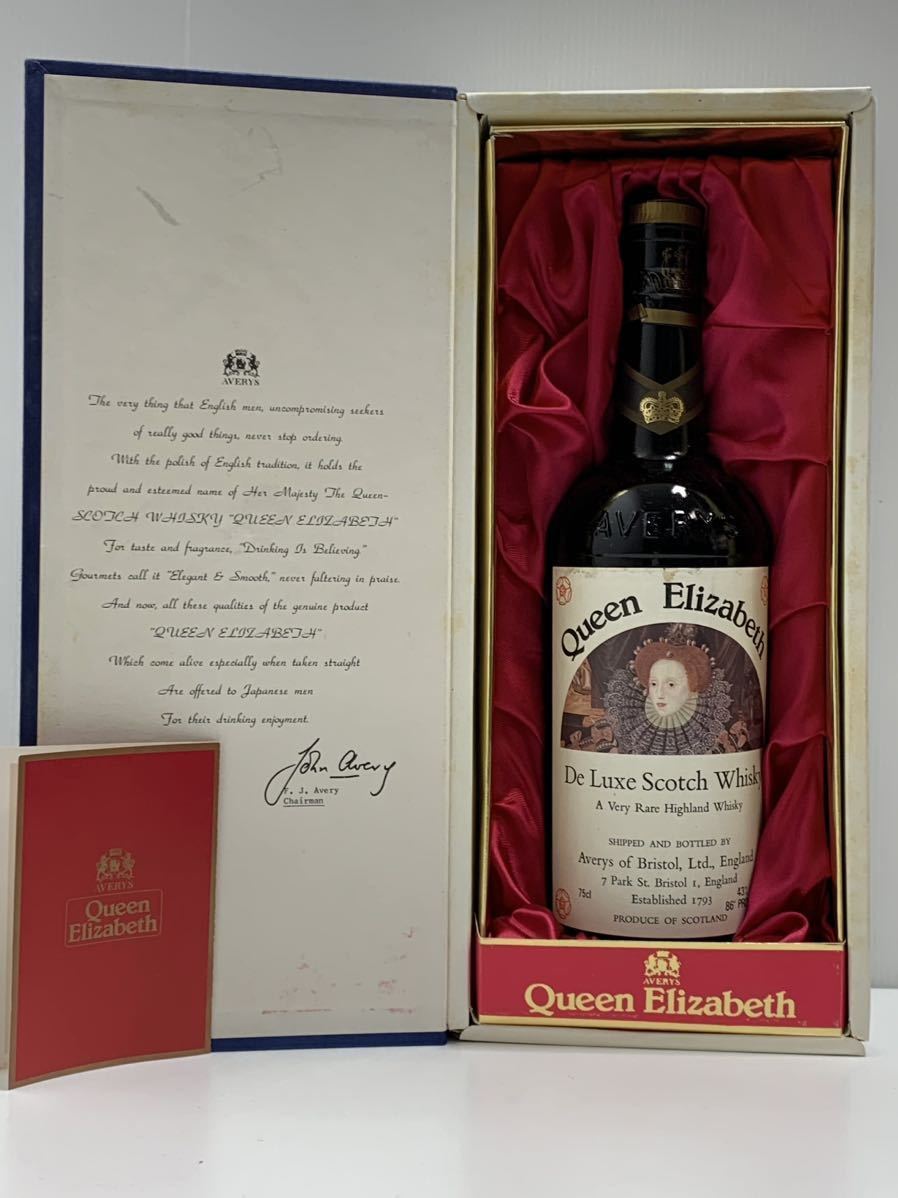 AVERYS
The very thing that English men, uncompromising seekers
of really good things, never stop ordering.
With the polish of English tradition, it holds the
proud and esteemed name of Her Majesty The Queen-
SCOTCH WHISKY "QUEEN ELIZABETH"
For taste and fragrance, "Drinking Is Believing."
Gourmets call it "Elegant & Smooth," never faltering in praise.
And now, all these qualities of the genuine product
"QUEEN ELIZABETH"
Which come alive especially when taken straight
Are offered to Japanese men
For their drinking enjoyment.
John Avery
F. J. Avery
Chairman
AVERYS
Queen
Elizabeth
AVERYS
Queen Elizabeth
De Luxe Scotch Whisky
A Very Rare Highland Whisky
SHIPPED AND BOTTLED BY
Averys of Bristol, Ltd., England
7 Park St. Bristol 1, England
75cl
Established 1793
43
86° PRO
PRODUCE OF SCOTLAND
AVERYS
Queen Elizabeth